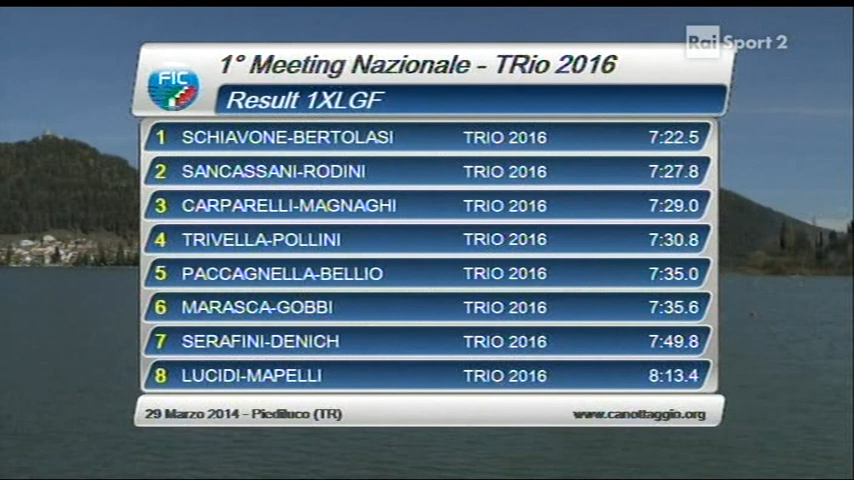 Rai Sport 2
FIC
1° Meeting Nazionale - TRio 2016
Result 1XLGF
1 SCHIAVONE-BERTOLASI TRIO 2016 7:22.5
2 SANCASSANI-RODINI TRIO 2016 7:27.8
3 CARPARELLI-MAGNAGHI TRIO 2016 7:29.0
4 TRIVELLA-POLLINI TRIO 2016 7:30.8
5 PACCAGNELLA-BELLIO TRIO 2016 7:35.0
6 MARASCA-GOBBI TRIO 2016 7:35.6
7 SERAFINI-DENICH TRIO 2016 7:49.8
8 LUCIDI-MAPELLI TRIO 2016 8:13.4
29 Marzo 2014 - Piediluco (TR) www.canottaggio.org